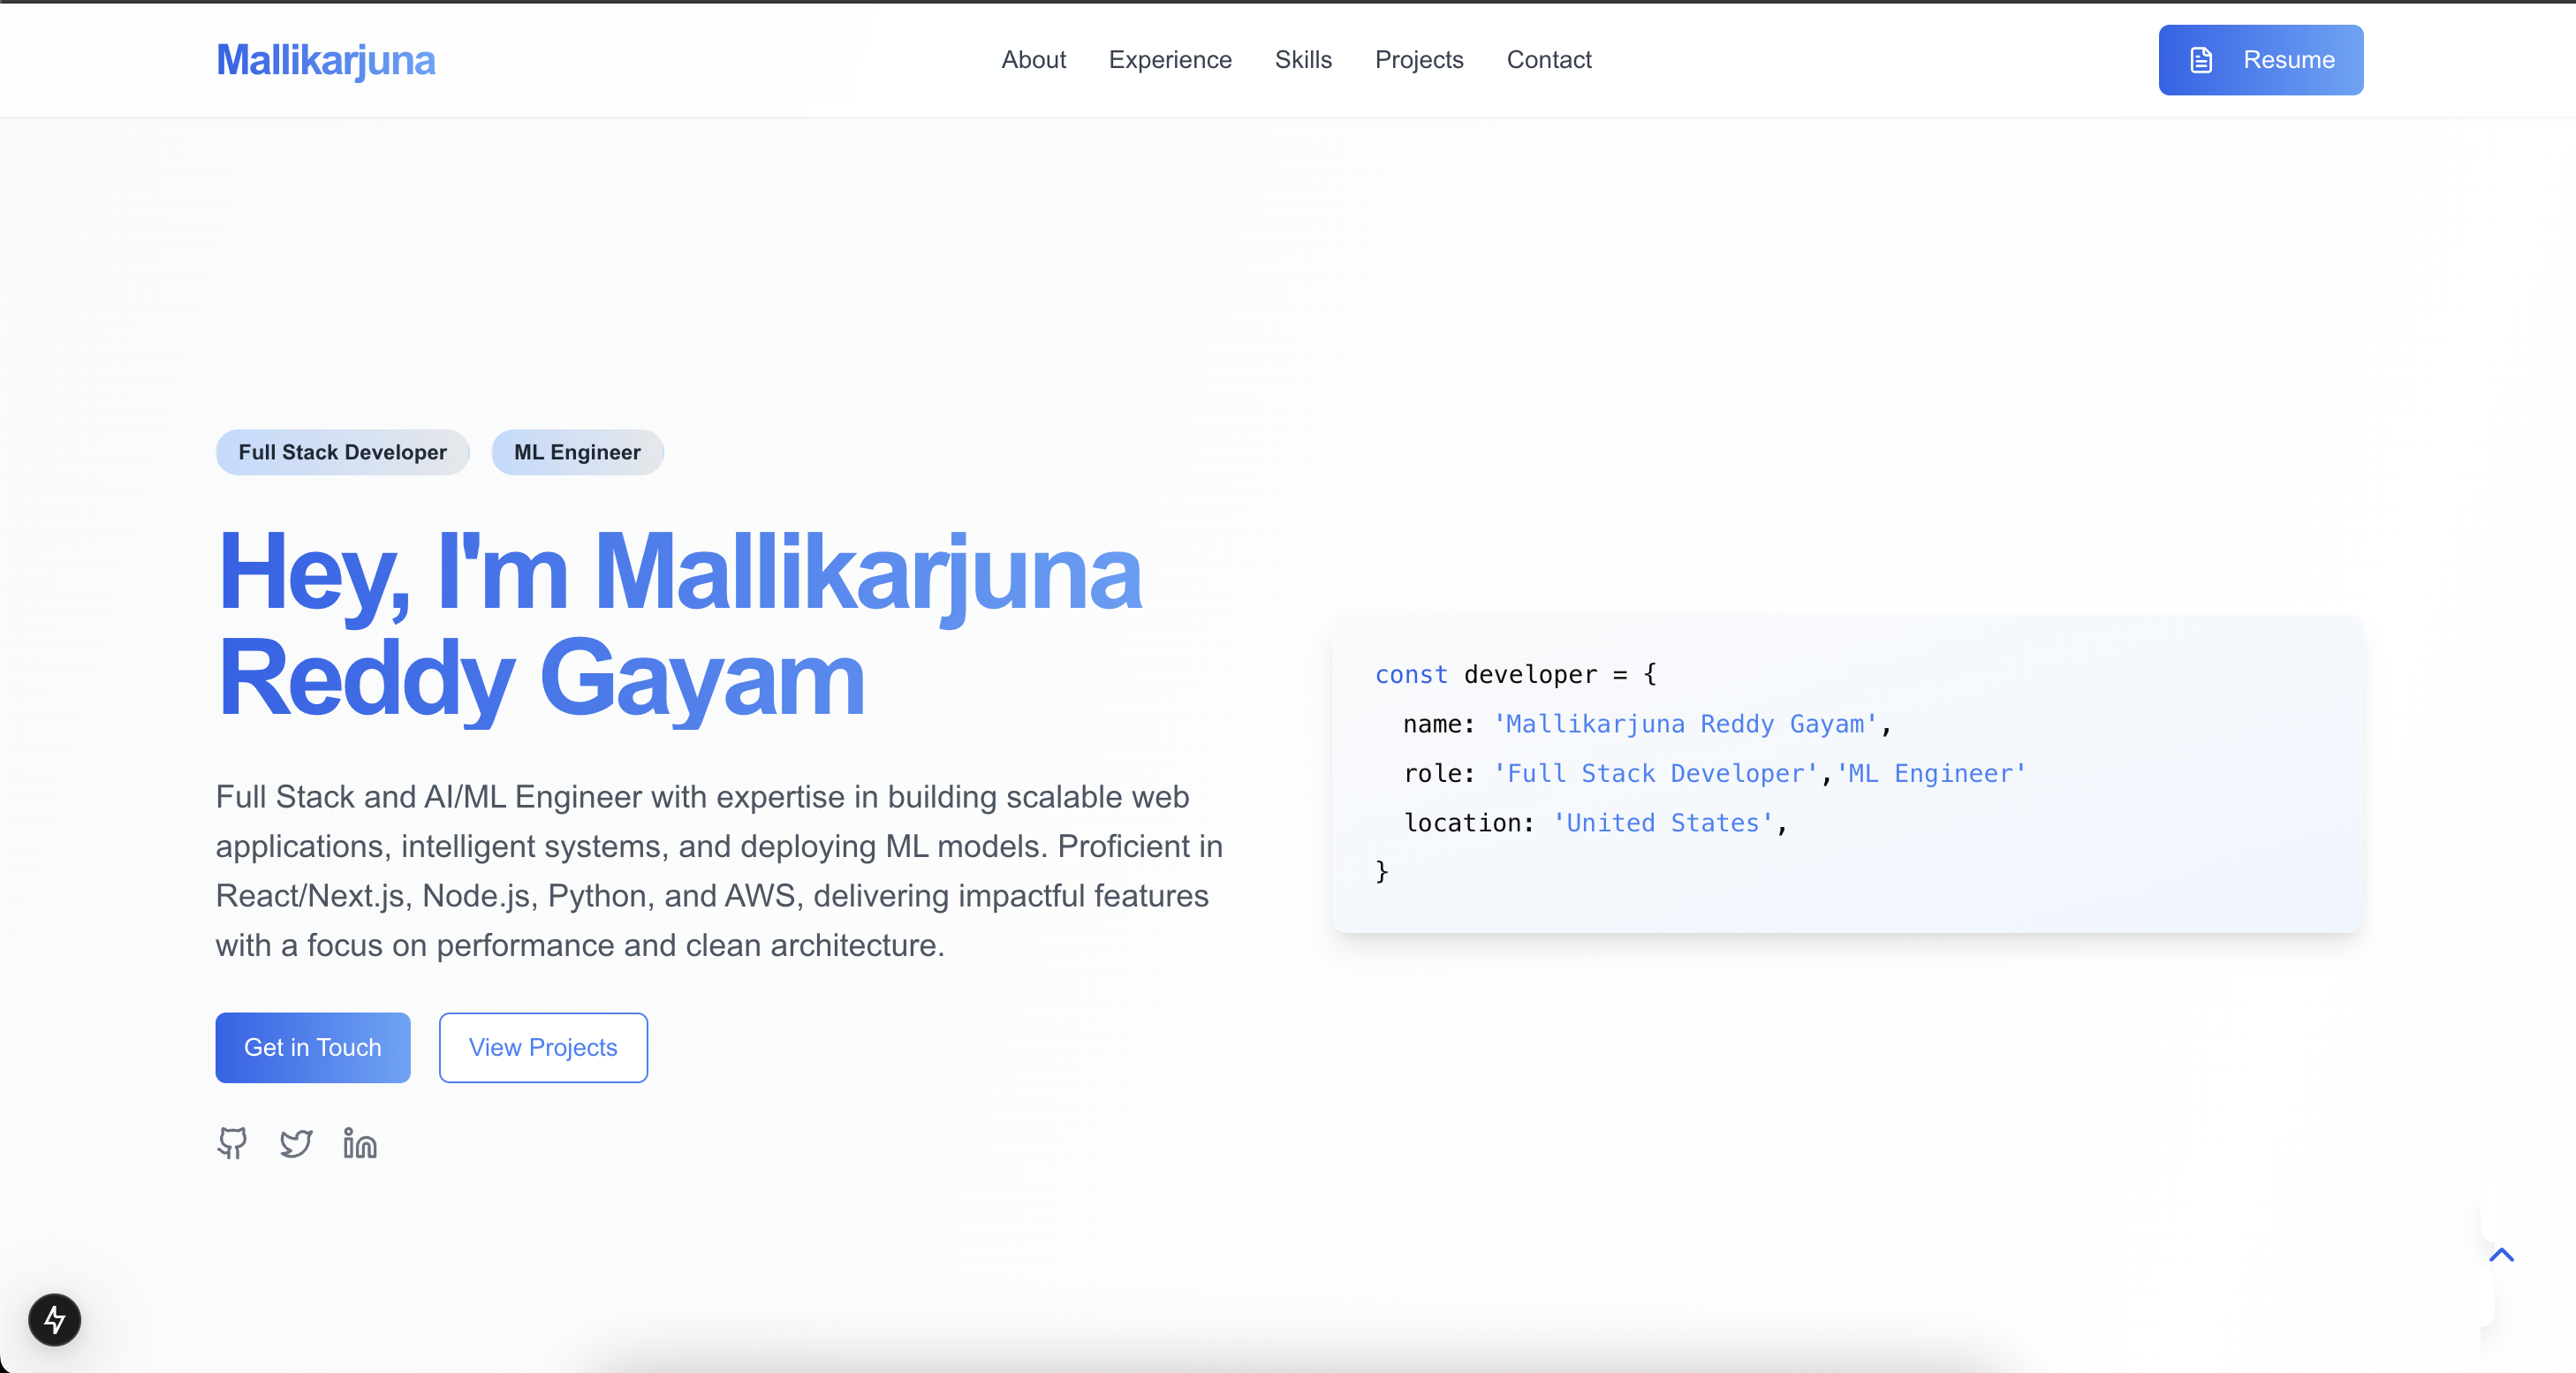 Mallikarjuna
About Experience Skills Projects Contact
Resume
Full Stack Developer ML Engineer
Hey, I'm Mallikarjuna
Reddy Gayam
Full Stack and AI/ML Engineer with expertise in building scalable web
applications, intelligent systems, and deploying ML models. Proficient in
React/Next.js, Node.js, Python, and AWS, delivering impactful features
with a focus on performance and clean architecture.
Get in Touch View Projects
const developer = {
name: 'Mallikarjuna Reddy Gayam',
role: 'Full Stack Developer','ML Engineer'
location: 'United States',
}